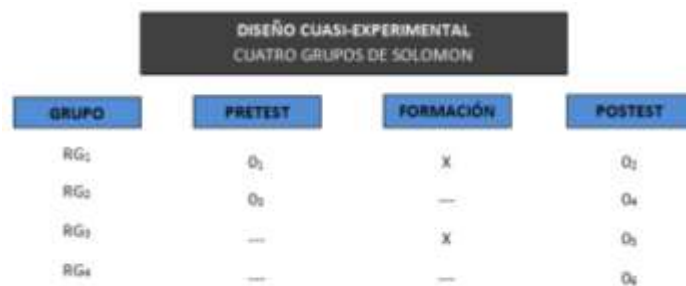 DISEÑO CUASI-EXPERIMENTAL
CUATRO GRUPOS DE SOLOMON
GRUPO PRETEST FORMACIÓN POSTEST
RG₁ O₁ X O₂
RG₂ O₃ --- O₄
RG₃ --- X O₅
RG₄ --- --- O₆